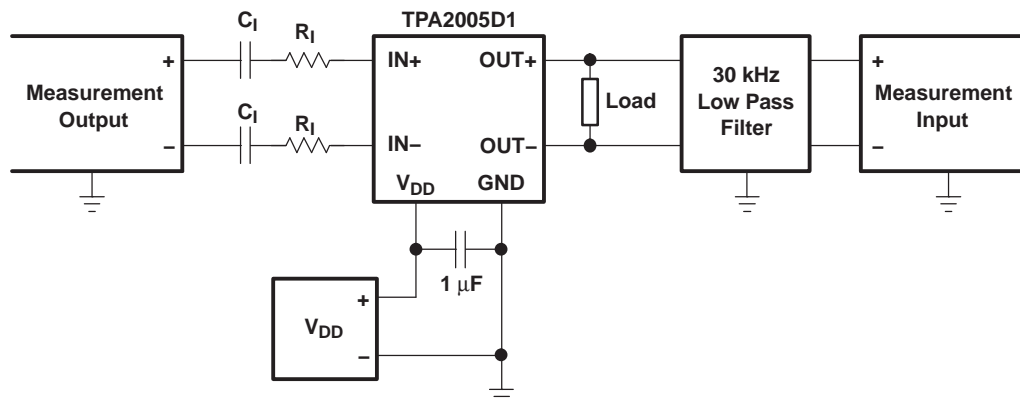 TPA2005D1
C_I
R_I
+
IN+
OUT+
30 kHz
Low Pass
Filter
+
Measurement
Output
C_I
R_I
Load
Measurement
Input
−
IN−
OUT−
−
V_DD
GND
1 μF
+
V_DD
−